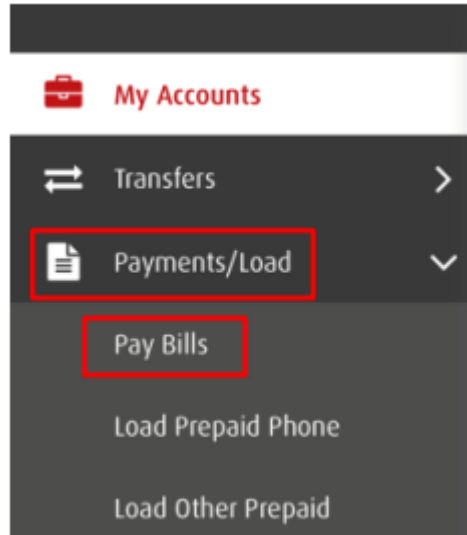 My Accounts
Transfers
Payments/Load
Pay Bills
Load Prepaid Phone
Load Other Prepaid